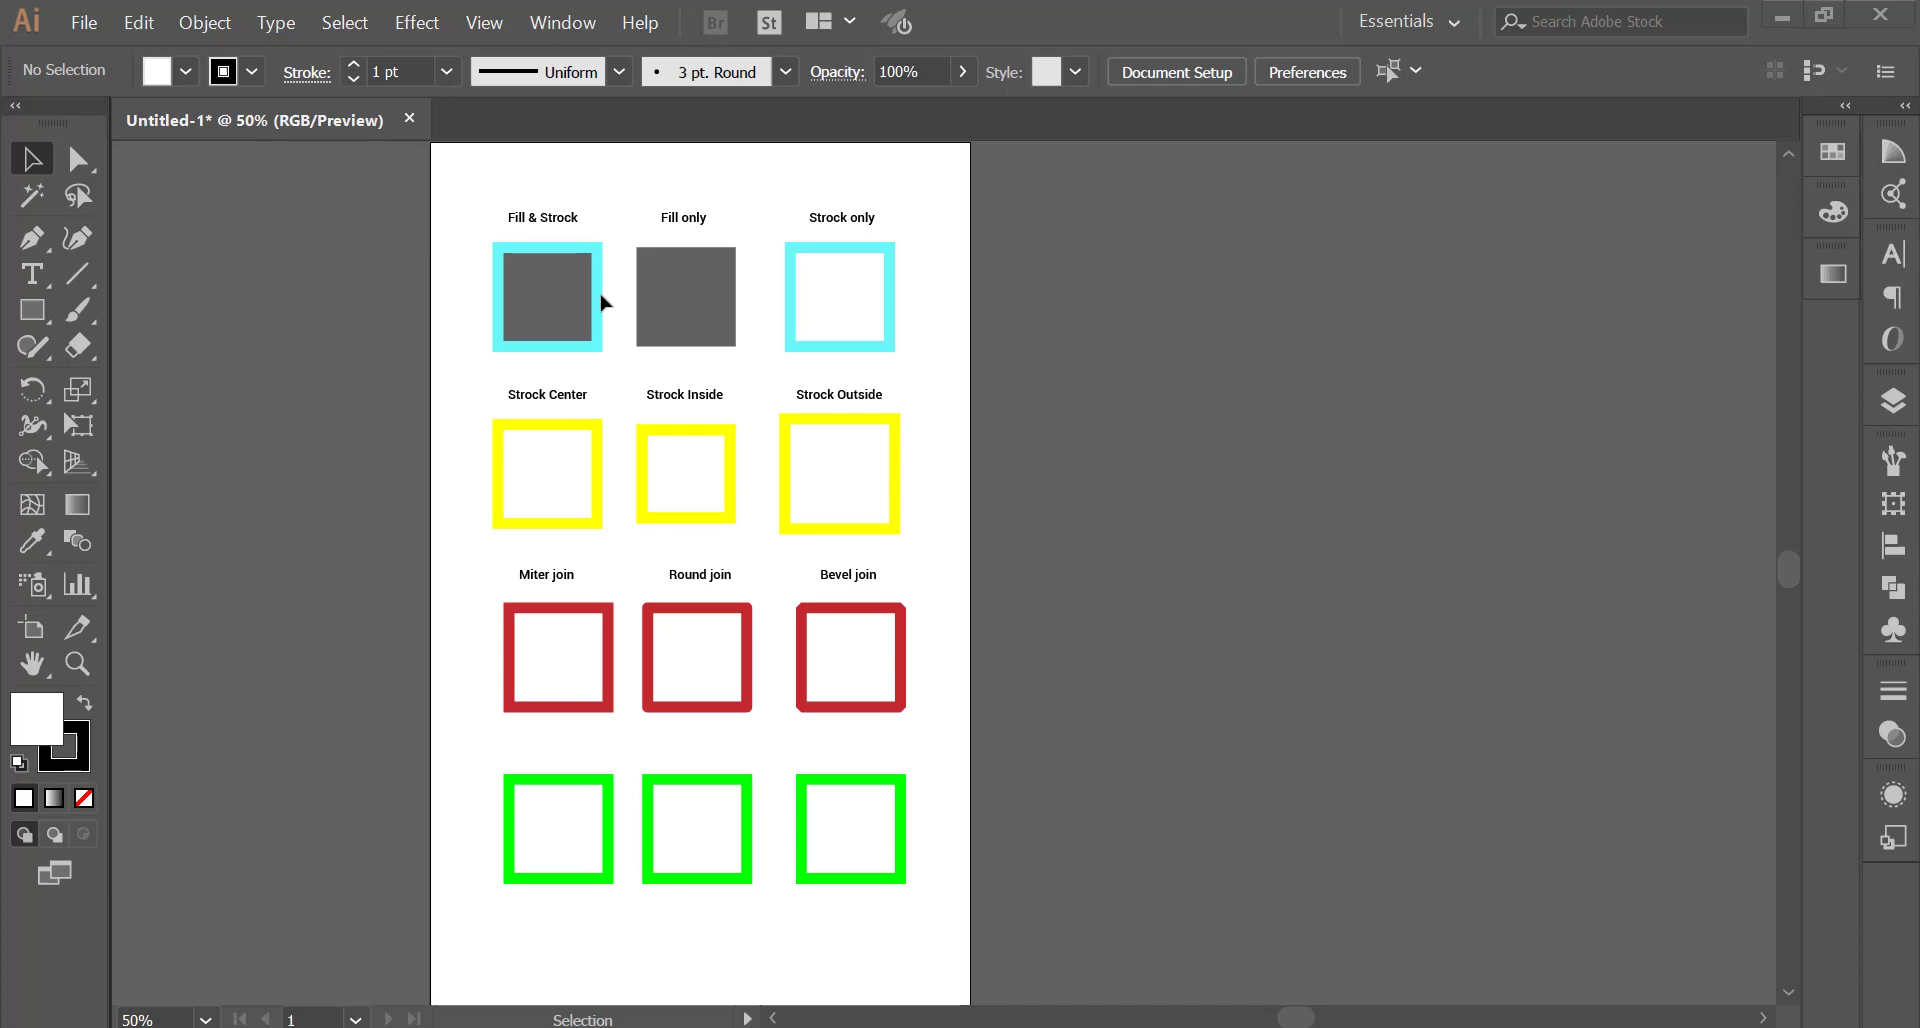 Ai File Edit Object Type Select Effect View Window Help Br St Essentials Search Adobe Stock
No Selection Stroke: 1 pt Uniform 3 pt. Round Opacity: 100% Style: Document Setup Preferences
Untitled-1* @ 50% (RGB/Preview)
Fill & Strock Fill only Strock only
Strock Center Strock Inside Strock Outside
Miter join Round join Bevel join
50% 1 Selection